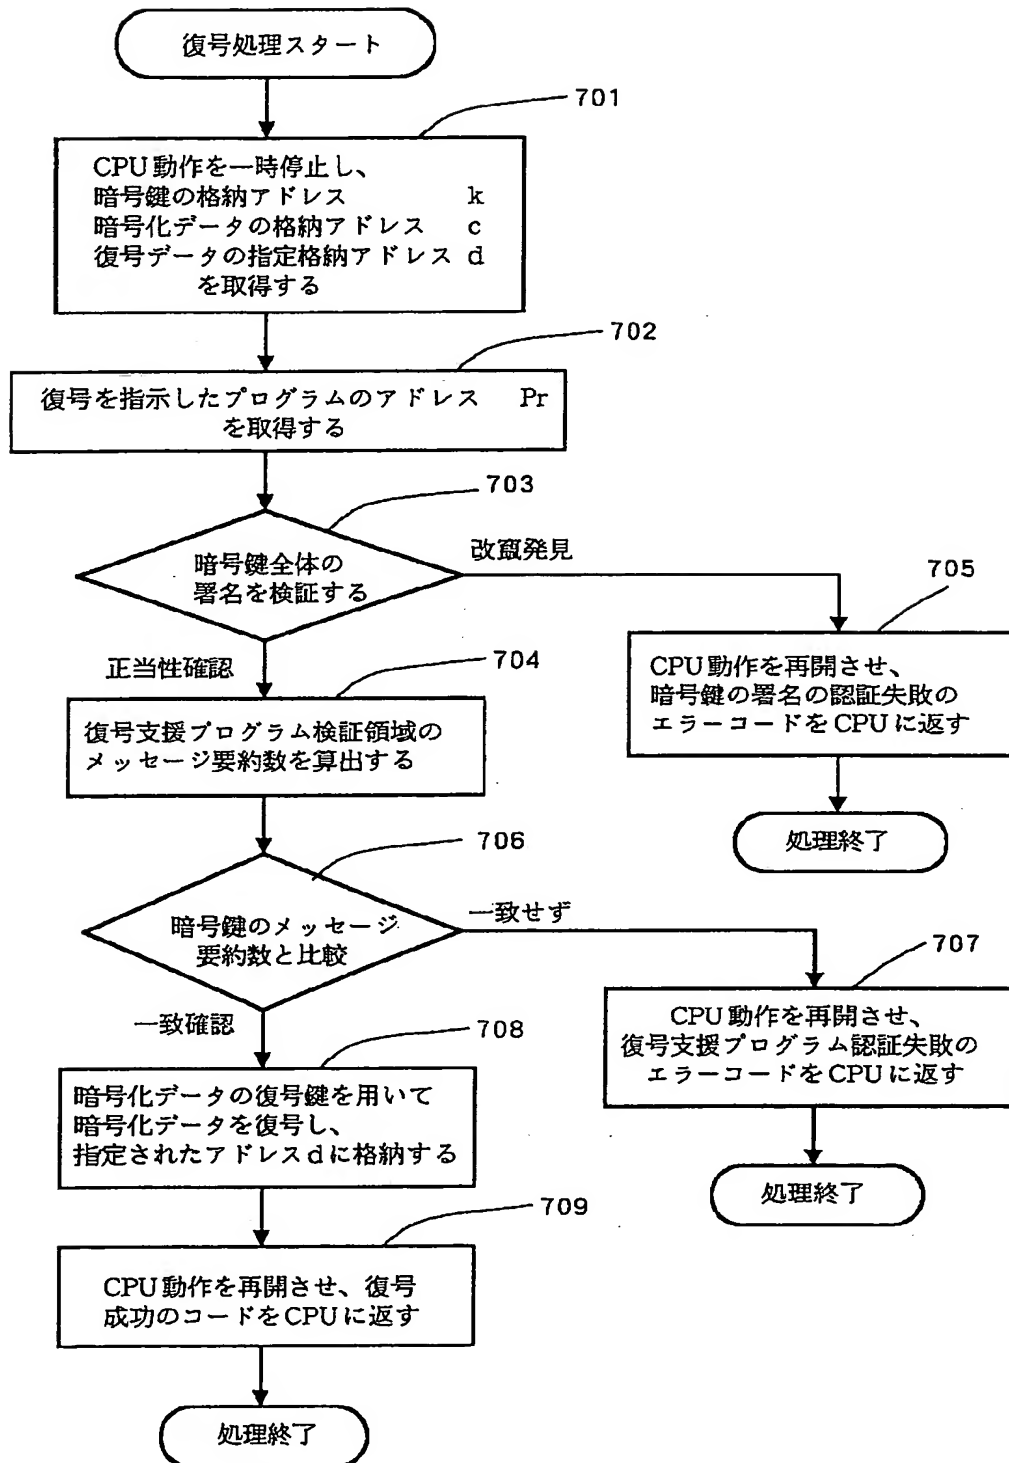 復号処理スタート
701
CPU動作を一時停止し、
暗号鍵の格納アドレス k
暗号化データの格納アドレス c
復号データの指定格納アドレス d
を取得する
702
復号を指示したプログラムのアドレス Pr
を取得する
703
暗号鍵全体の
署名を検証する
改竄発見
705
CPU動作を再開させ、
暗号鍵の署名の認証失敗の
エラーコードをCPUに返す
処理終了
正当性確認
704
復号支援プログラム検証領域の
メッセージ要約数を算出する
706
暗号鍵のメッセージ
要約数と比較
一致せず
707
CPU動作を再開させ、
復号支援プログラム認証失敗の
エラーコードをCPUに返す
処理終了
一致確認
708
暗号化データの復号鍵を用いて
暗号化データを復号し、
指定されたアドレスdに格納する
709
CPU動作を再開させ、復号
成功のコードをCPUに返す
処理終了